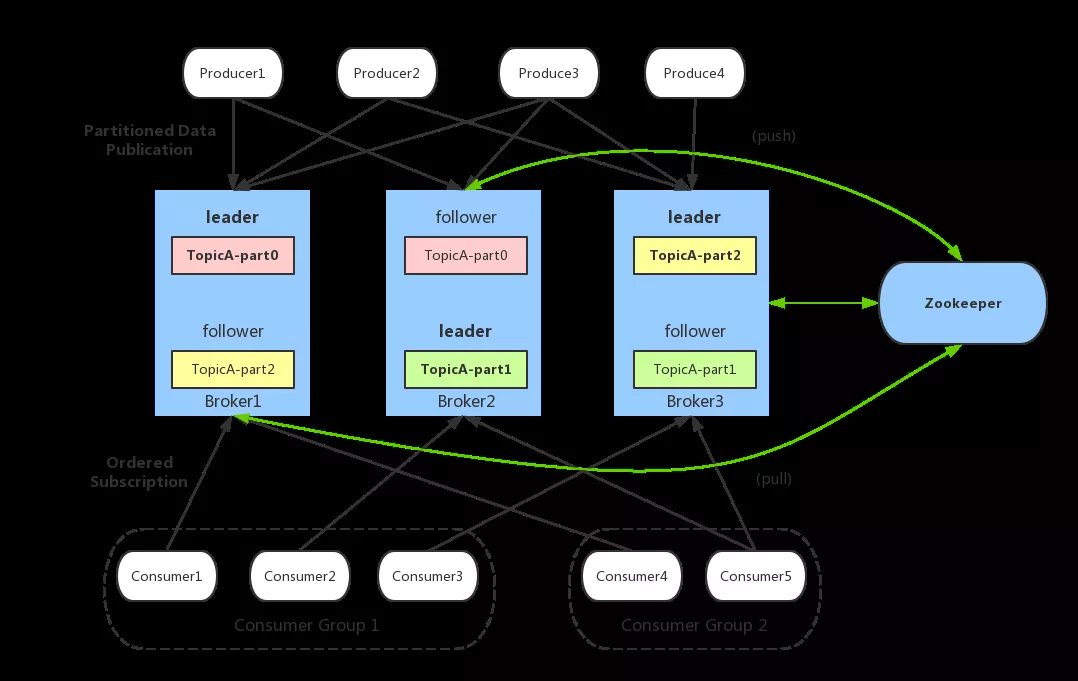 Producer1
Producer2
Produce3
Produce4
Partitioned Data
Publication
(push)
leader
TopicA-part0
follower
TopicA-part2
Broker1
follower
TopicA-part0
leader
TopicA-part1
Broker2
leader
TopicA-part2
follower
TopicA-part1
Broker3
Zookeeper
Ordered
Subscription
(pull)
Consumer1
Consumer2
Consumer3
Consumer Group 1
Consumer4
Consumer5
Consumer Group 2